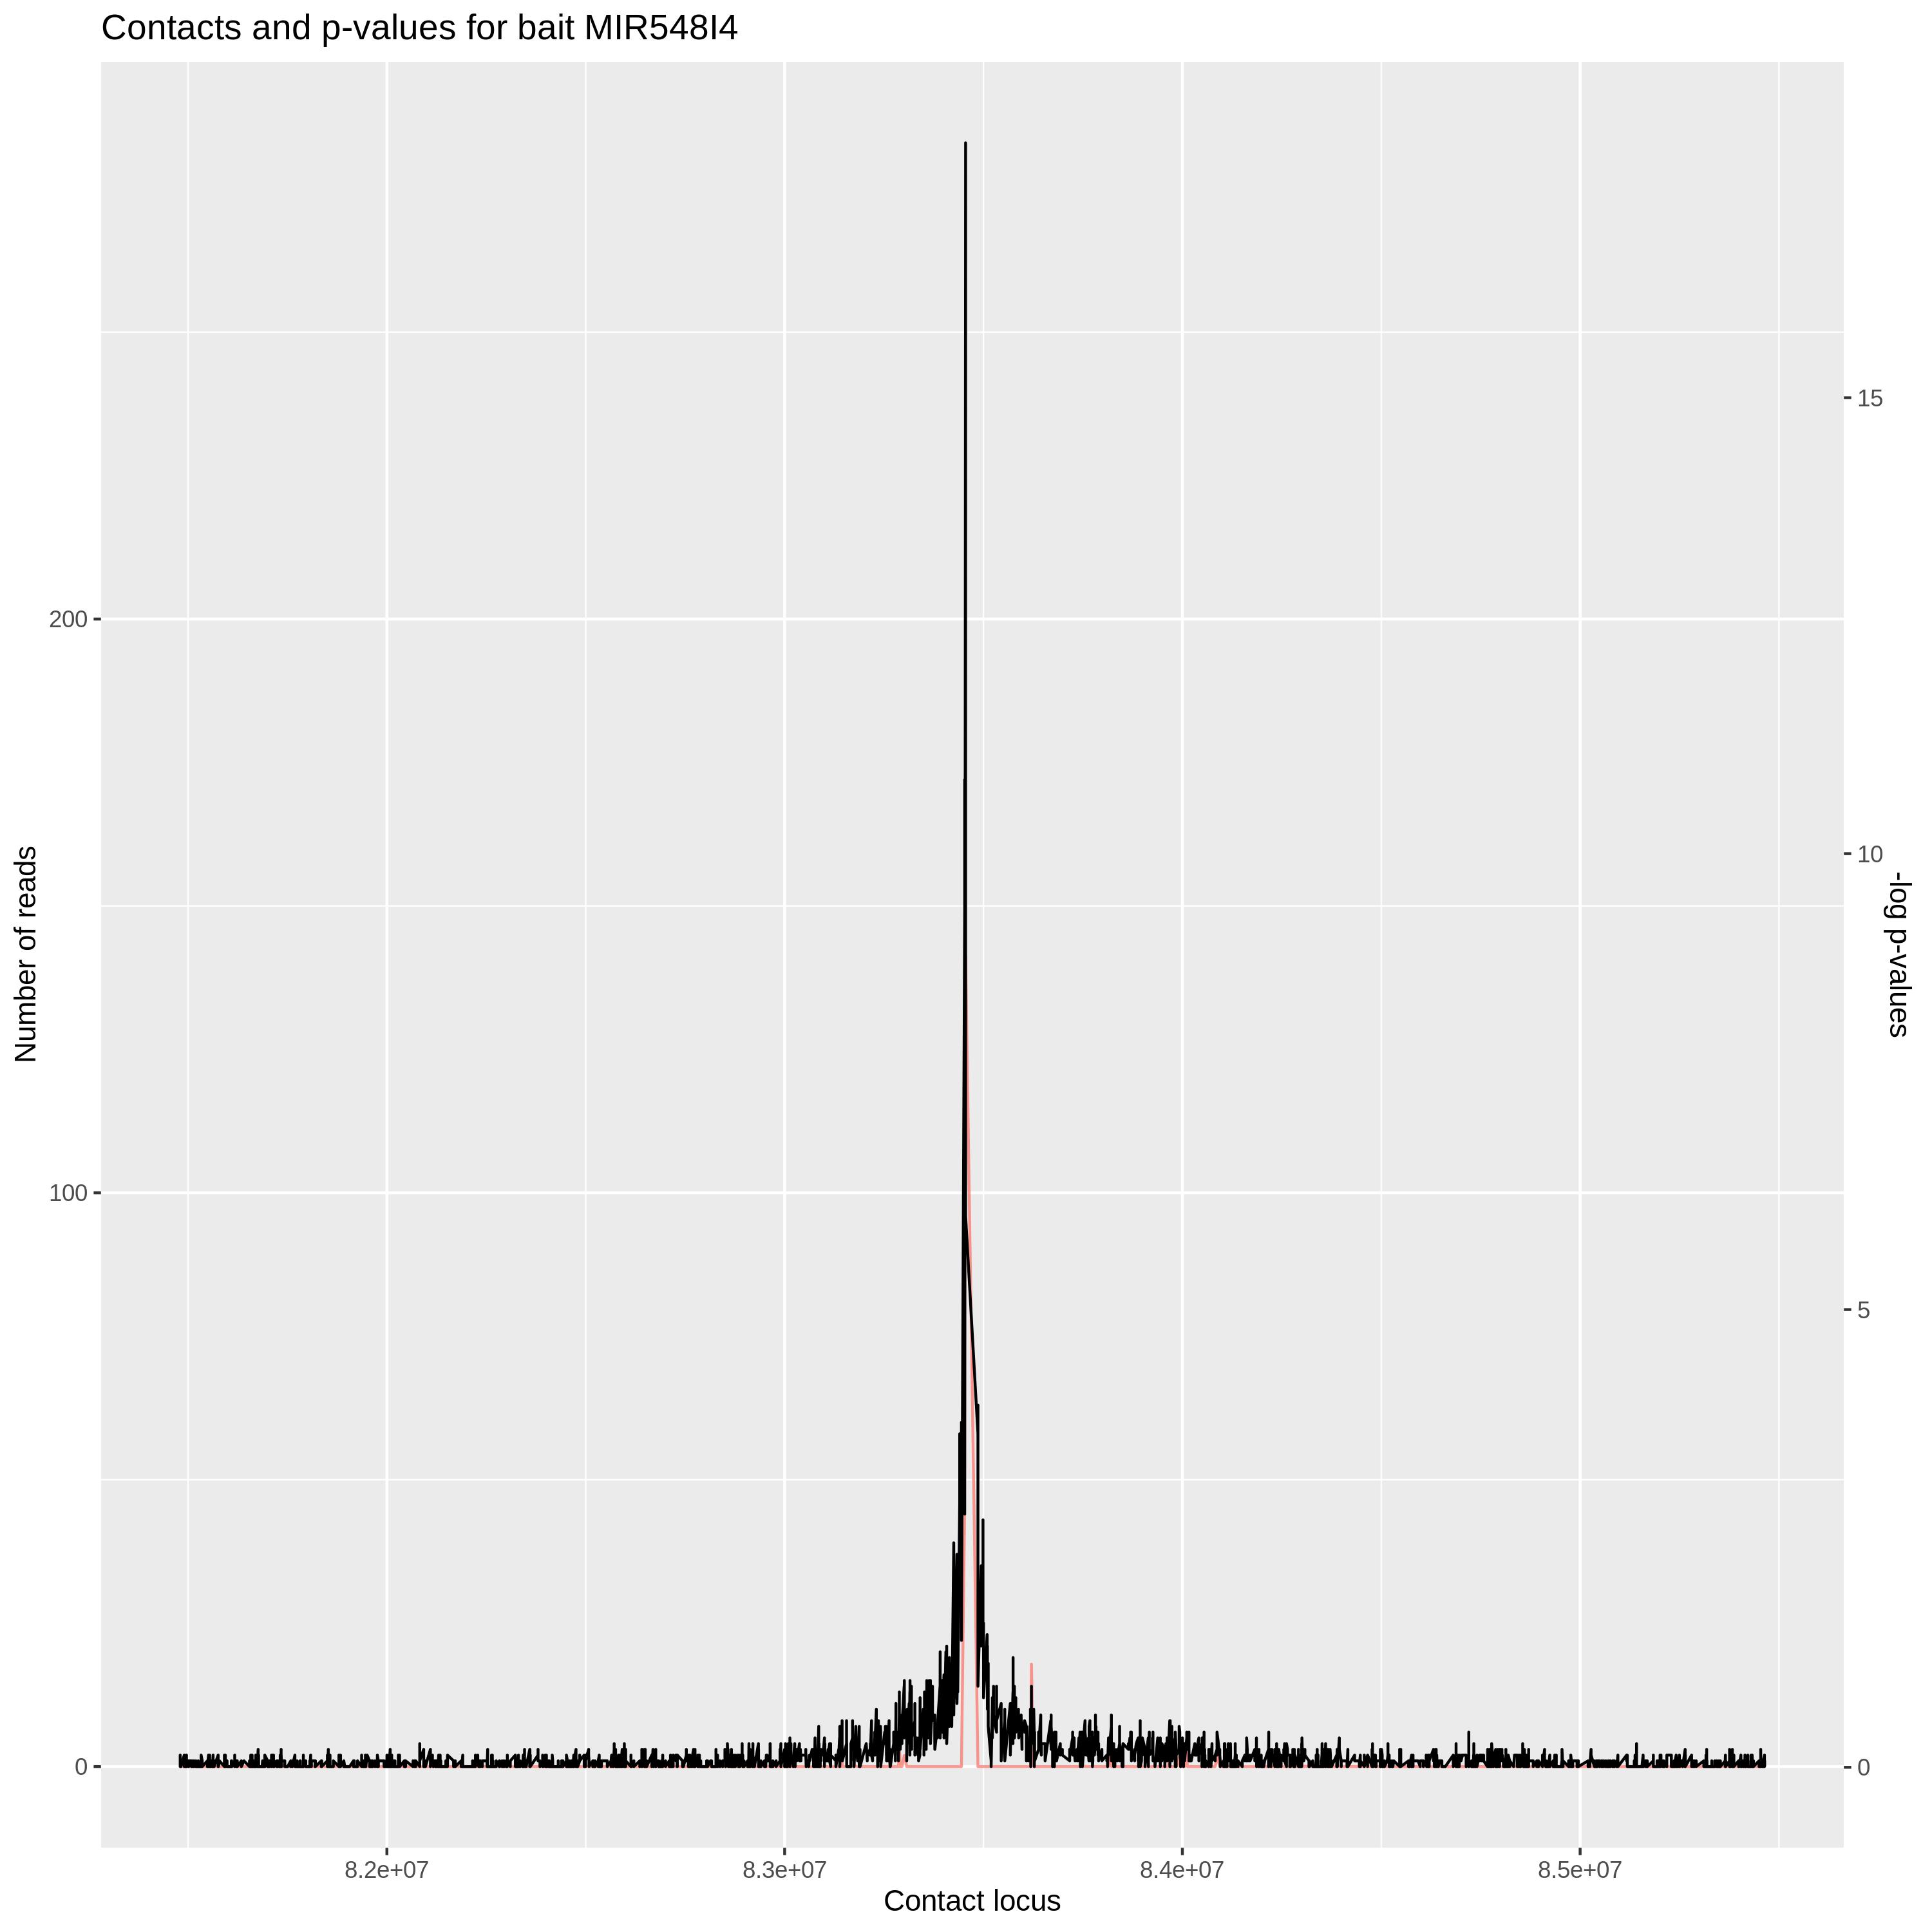 Contacts and p-values for bait MIR548I4
Number of reads
200
100
0
15
10
5
0
-log p-values
8.2e+07
8.3e+07
8.4e+07
8.5e+07
Contact locus